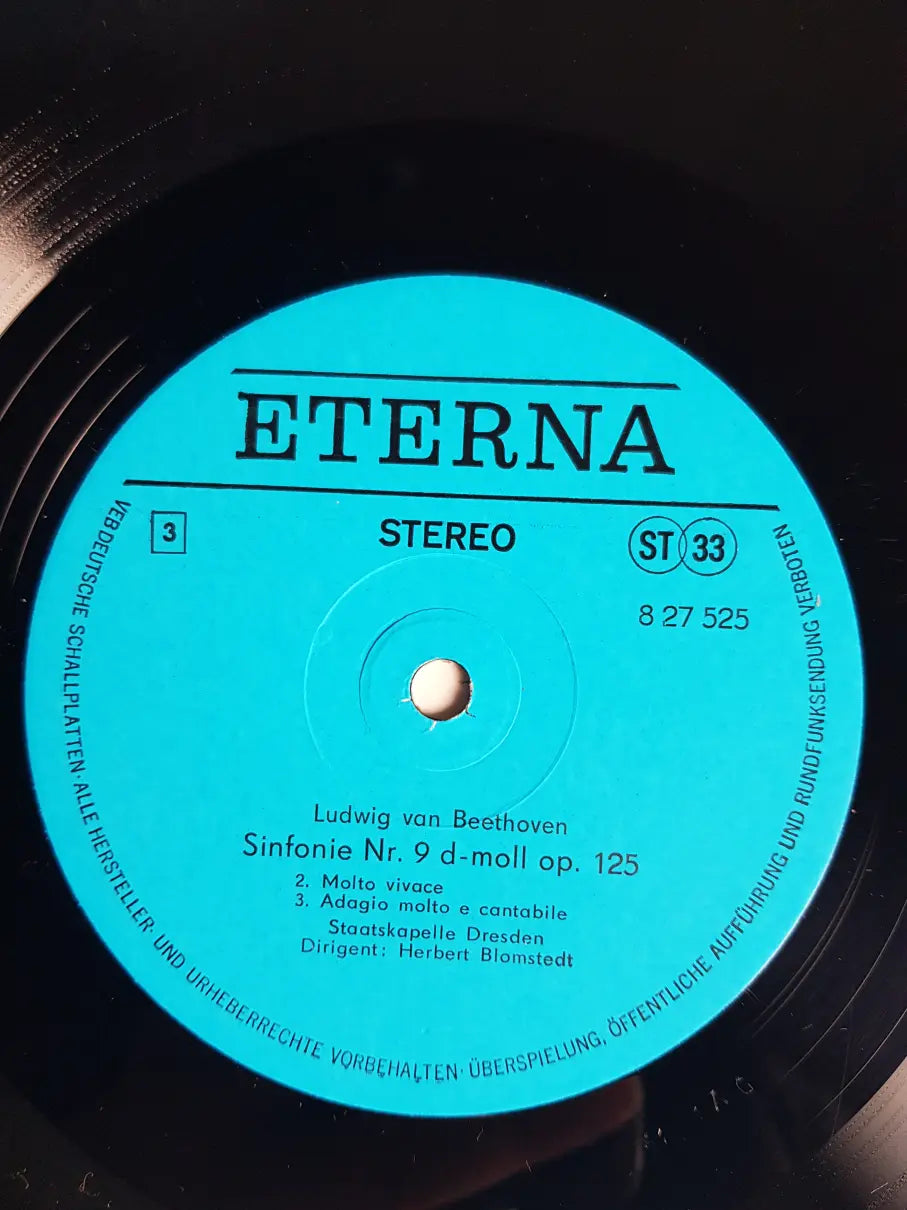 ETERNA
3
STEREO
ST 33
8 27 525
Ludwig van Beethoven
Sinfonie Nr. 9 d-moll op. 125
2. Molto vivace
3. Adagio molto e cantabile
Staatskapelle Dresden
Dirigent: Herbert Blomstedt
VEB DEUTSCHE SCHALLPLATTEN · ALLE HERSTELLER- UND URHEBERRECHTE VORBEHALTEN · ÜBERSPIELUNG, ÖFFENTLICHE AUFFÜHRUNG UND RUNDFUNKSENDUNG VERBOTEN